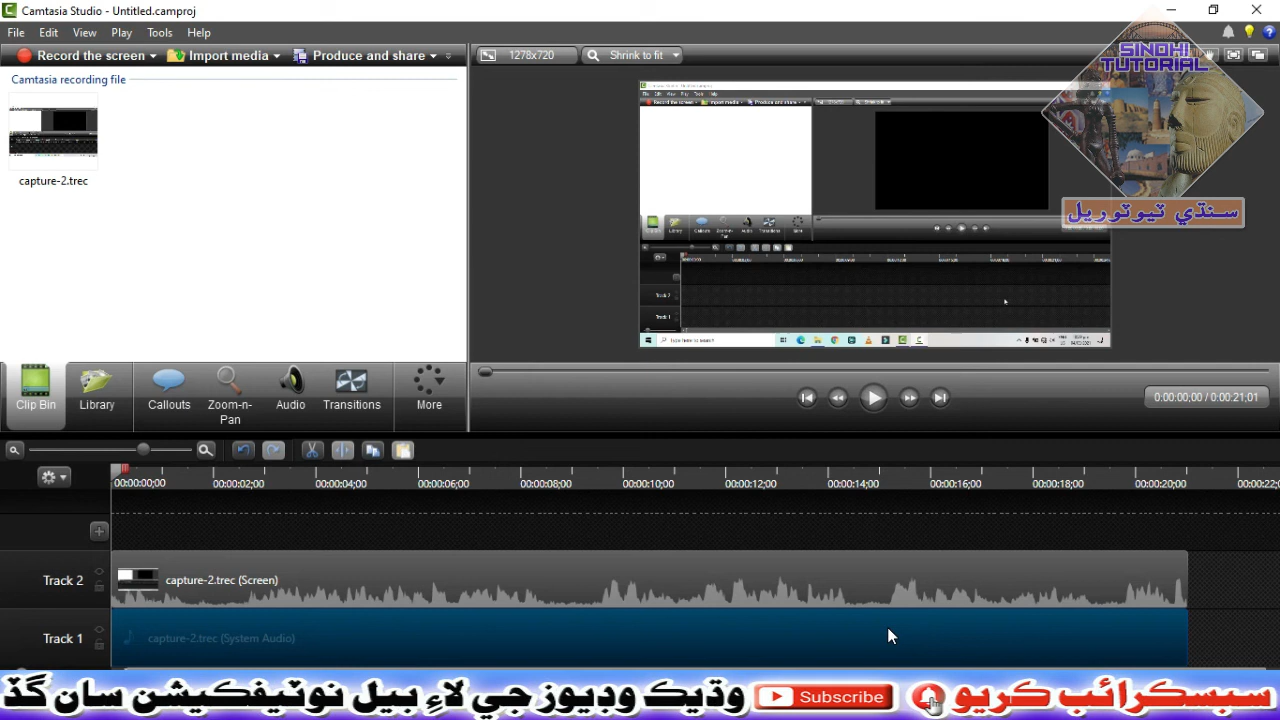 Camtasia Studio - Untitled.camproj
File Edit View Play Tools Help
Record the screen Import media Produce and share
1278x720 Shrink to fit
Camtasia recording file
capture-2.trec
SINDHI
TUTORIAL
سنڌي ٽيوٽوريل
Track 2
Track 1
Clip Bin Library Callouts Zoom-n-Pan Audio Transitions More
0:00:00;00 / 0:00:21;01
00:00:00;00 00:00:02;00 00:00:04;00 00:00:06;00 00:00:08;00 00:00:10;00 00:00:12;00 00:00:14;00 00:00:16;00 00:00:18;00 00:00:20;00 00:00:22;
Track 2 capture-2.trec (Screen)
Track 1 capture-2.trec (System Audio)
سبسڪرائب ڪريو Subscribe وڌيڪ وڊيوز جي لاءِ بيل نوٽيفڪيشن سان گڏ